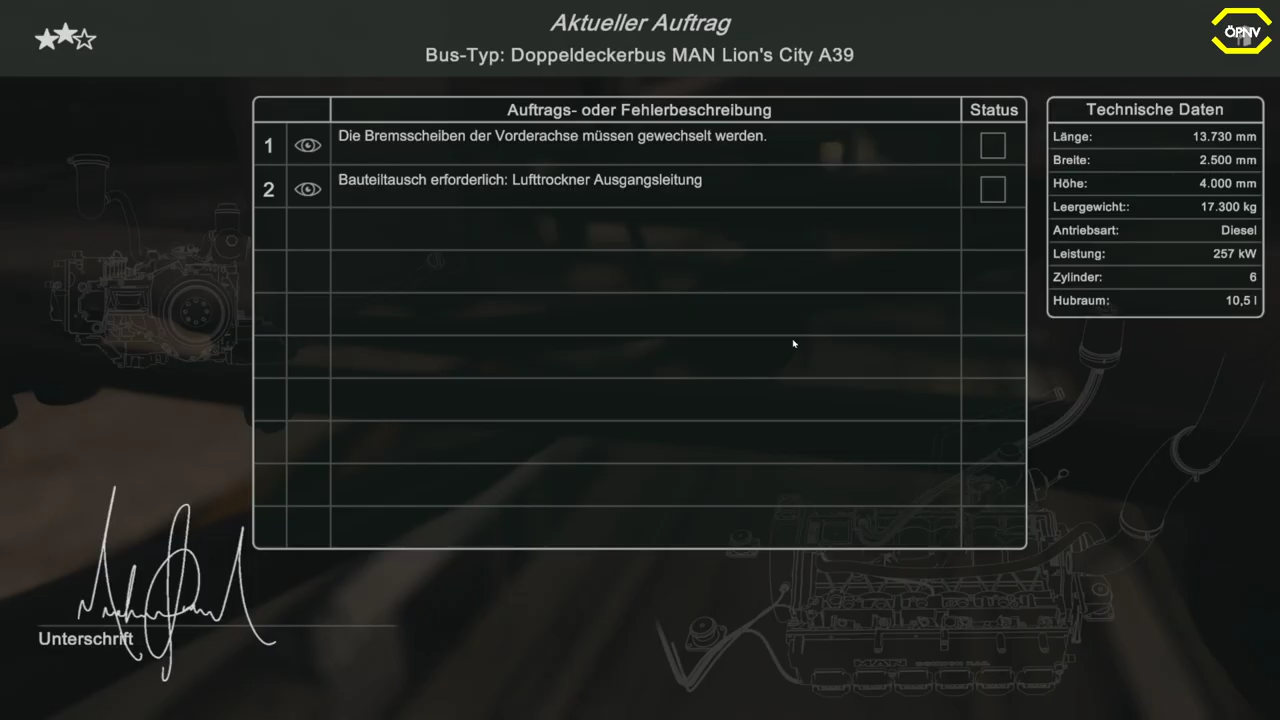 Aktueller Auftrag
Bus-Typ: Doppeldeckerbus MAN Lion's City A39
ÖPNV
Auftrags- oder Fehlerbeschreibung
Status
1
Die Bremsscheiben der Vorderachse müssen gewechselt werden.
2
Bauteiltausch erforderlich: Lufttrockner Ausgangsleitung
Technische Daten
Länge: 13.730 mm
Breite: 2.500 mm
Höhe: 4.000 mm
Leergewicht:: 17.300 kg
Antriebsart: Diesel
Leistung: 257 kW
Zylinder: 6
Hubraum: 10,5 l
Unterschrift
MAN